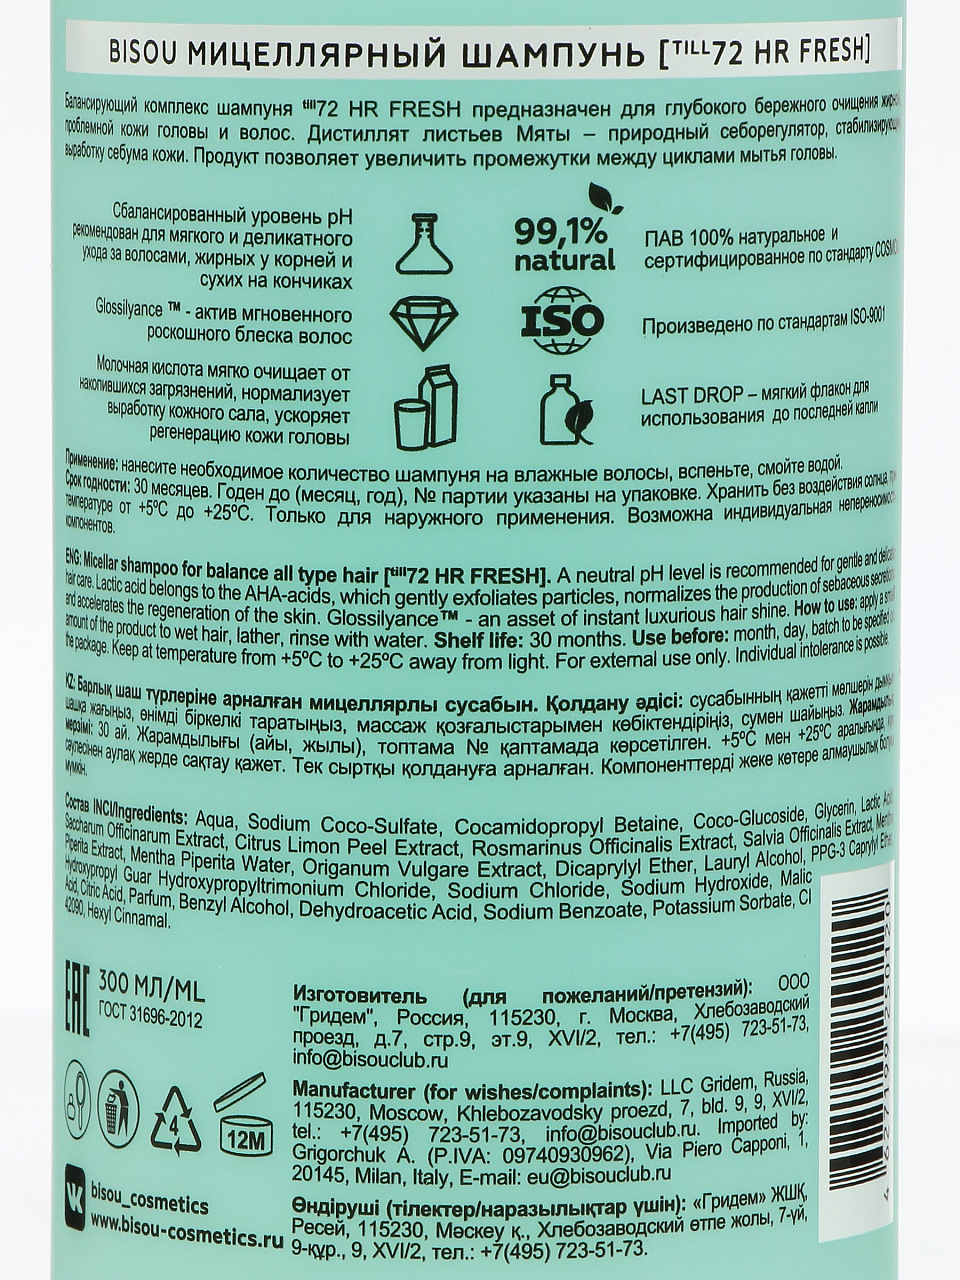 BISOU МИЦЕЛЛЯРНЫЙ ШАМПУНЬ [TILL72 HR FRESH]
Балансирующий комплекс шампуня till72 HR FRESH предназначен для глубокого бережного очищения
проблемной кожи головы и волос. Дистиллят листьев Мяты – природный себорегулятор,
выработку себума кожи. Продукт позволяет увеличить промежутки между циклами мытья головы.
Сбалансированный уровень pH
рекомендован для мягкого и деликатного
ухода за волосами, жирных у корней и
сухих на кончиках
Glossilyance ™ - актив мгновенного
роскошного блеска волос
Молочная кислота мягко очищает от
накопившихся загрязнений, нормализует
выработку кожного сала, ускоряет
регенерацию кожи головы
99,1%
natural
ПАВ 100% натуральное и
сертифицированное по стандарту
ISO
Произведено по стандартам ISO-9001
LAST DROP – мягкий флакон для
использования до последней капли
Применение: нанесите необходимое количество шампуня на влажные волосы, вспеньте, смойте водой.
Срок годности: 30 месяцев. Годен до (месяц, год), № партии указаны на упаковке. Хранить без воздействия солнца,
температуре от +5ºC до +25ºC. Только для наружного применения. Возможна индивидуальная
компонентов.
ENG: Micellar shampoo for balance all type hair [till72 HR FRESH]. A neutral pH level is recommended for gentle and
hair care. Lactic acid belongs to the AHA-acids, which gently exfoliates particles, normalizes the production of sebaceous
and accelerates the regeneration of the skin. Glossilyance™ - an asset of instant luxurious hair shine. How to use: apply a
amount of the product to wet hair, lather, rinse with water. Shelf life: 30 months. Use before: month, day, batch to be specified
the package. Keep at temperature from +5ºC to +25ºC away from light. For external use only. Individual intolerance is possible.
KZ: Барлық шаш түрлеріне арналған мицеллярлы сусабын. Қолдану әдісі: сусабынның қажетті мөлшерін
шашқа жағыңыз, өнімді біркелкі таратыңыз, массаж қозғалыстарымен көбіктендіріңіз, сумен шайыңыз.
мерзімі: 30 ай. Жарамдылығы (айы, жылы), топтама № қаптамада көрсетілген. +5ºC мен +25ºC аралығында,
сәулесінен аулақ жерде сақтау қажет. Тек сыртқы қолдануға арналған. Компоненттерді жеке көтере алмаушылық
мүмкін.
Состав INCI/Ingredients: Aqua, Sodium Coco-Sulfate, Cocamidopropyl Betaine, Coco-Glucoside, Glycerin, Lactic
Saccharum Officinarum Extract, Citrus Limon Peel Extract, Rosmarinus Officinalis Extract, Salvia Officinalis Extract,
Piperita Extract, Mentha Piperita Water, Origanum Vulgare Extract, Dicaprylyl Ether, Lauryl Alcohol, PPG-3 Caprylyl
Hydroxypropyl Guar Hydroxypropyltrimonium Chloride, Sodium Chloride, Sodium Hydroxide, Malic
Acid, Citric Acid, Parfum, Benzyl Alcohol, Dehydroacetic Acid, Sodium Benzoate, Potassium Sorbate, CI
42090, Hexyl Cinnamal.
EAC
300 МЛ/ML
ГОСТ 31696-2012
4
12M
bisou_cosmetics
www.bisou-cosmetics.ru
Изготовитель (для пожеланий/претензий): ООО
"Гридем", Россия, 115230, г. Москва, Хлебозаводский
проезд, д.7, стр.9, эт.9, XVI/2, тел.: +7(495) 723-51-73,
info@bisouclub.ru
Manufacturer (for wishes/complaints): LLC Gridem, Russia,
115230, Moscow, Khlebozavodsky proezd, 7, bld. 9, 9, XVI/2,
tel.: +7(495) 723-51-73, info@bisouclub.ru. Imported by:
Grigorchuk A. (P.IVA: 09740930962), Via Piero Capponi, 1,
20145, Milan, Italy, E-mail: eu@bisouclub.ru
Өндіруші (тілектер/наразылықтар үшін): «Гридем» ЖШҚ,
Ресей, 115230, Мәскеу қ., Хлебозаводский өтпе жолы, 7-үй,
9-құр., 9, XVI/2, тел.: +7(495) 723-51-73.